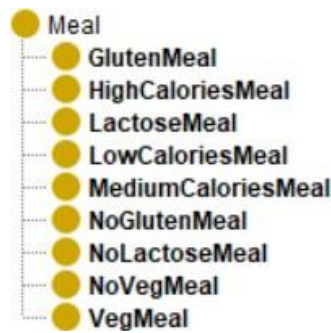 Meal
GlutenMeal
HighCaloriesMeal
LactoseMeal
LowCaloriesMeal
MediumCaloriesMeal
NoGlutenMeal
NoLactoseMeal
NoVegMeal
VegMeal